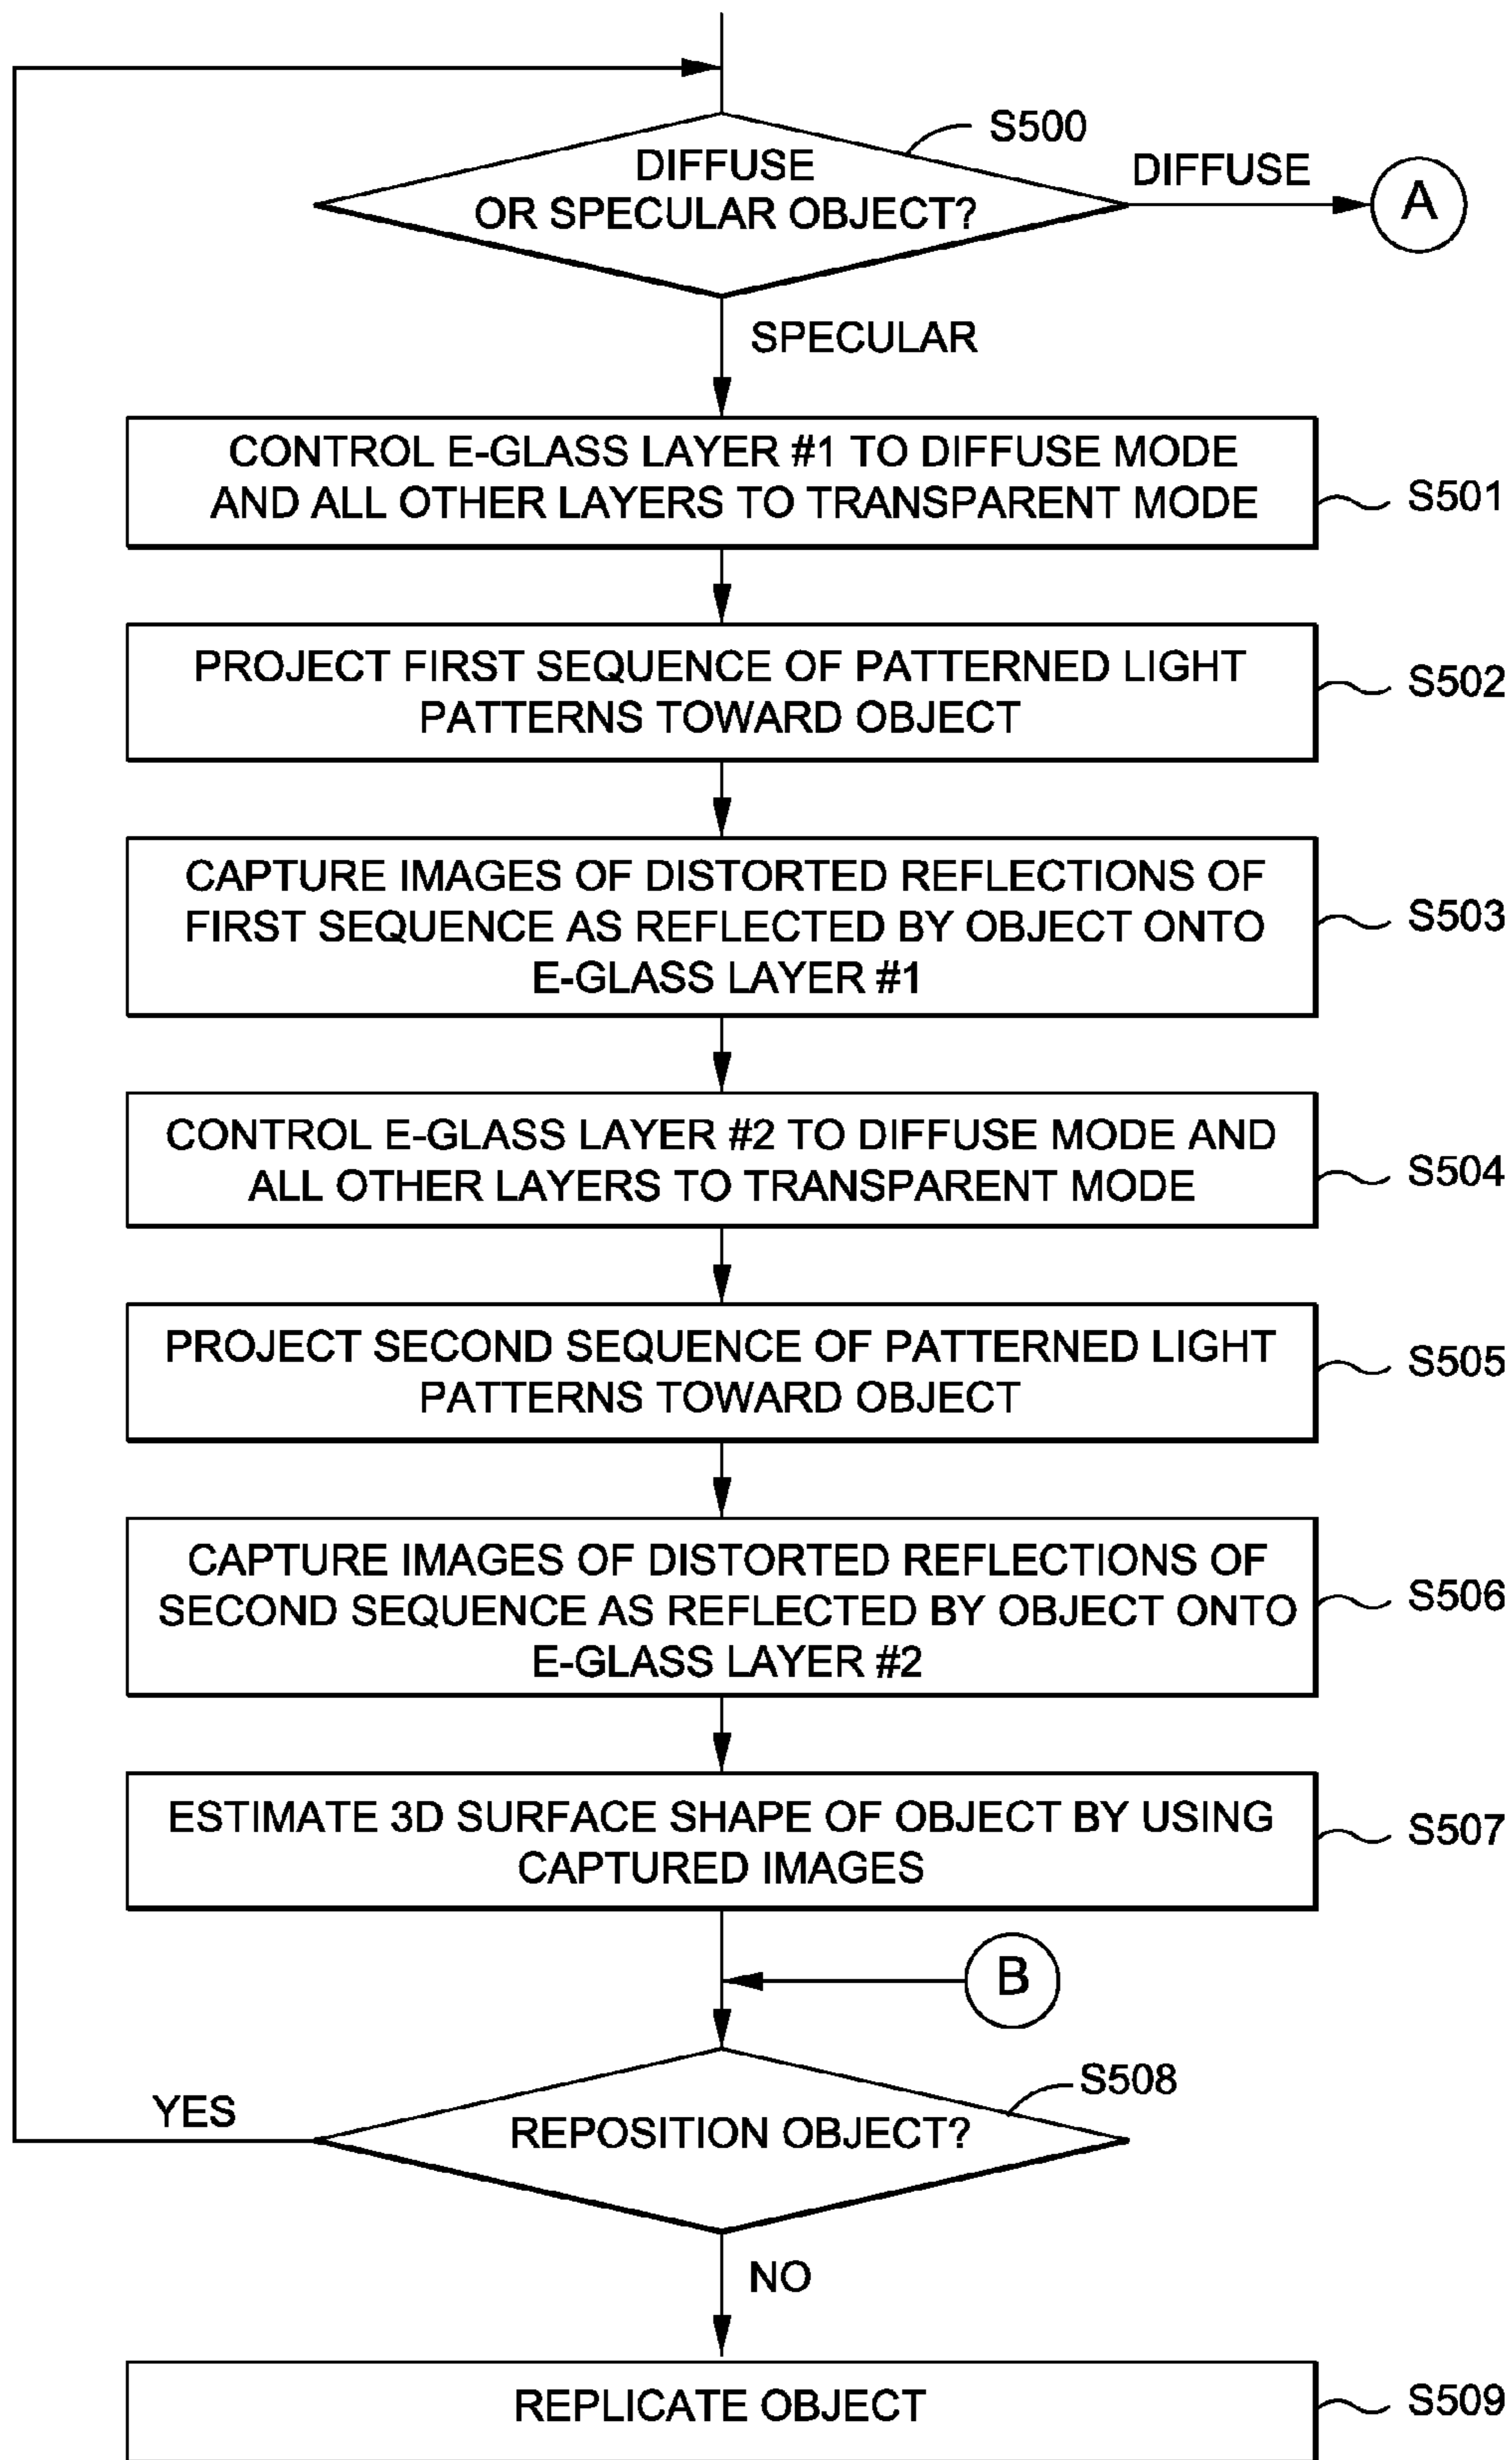 S500
DIFFUSE
OR SPECULAR OBJECT?
DIFFUSE
A
SPECULAR
CONTROL E-GLASS LAYER #1 TO DIFFUSE MODE
AND ALL OTHER LAYERS TO TRANSPARENT MODE
S501
PROJECT FIRST SEQUENCE OF PATTERNED LIGHT
PATTERNS TOWARD OBJECT
S502
CAPTURE IMAGES OF DISTORTED REFLECTIONS OF
FIRST SEQUENCE AS REFLECTED BY OBJECT ONTO
E-GLASS LAYER #1
S503
CONTROL E-GLASS LAYER #2 TO DIFFUSE MODE AND
ALL OTHER LAYERS TO TRANSPARENT MODE
S504
PROJECT SECOND SEQUENCE OF PATTERNED LIGHT
PATTERNS TOWARD OBJECT
S505
CAPTURE IMAGES OF DISTORTED REFLECTIONS OF
SECOND SEQUENCE AS REFLECTED BY OBJECT ONTO
E-GLASS LAYER #2
S506
ESTIMATE 3D SURFACE SHAPE OF OBJECT BY USING
CAPTURED IMAGES
S507
B
S508
YES
REPOSITION OBJECT?
NO
REPLICATE OBJECT
S509